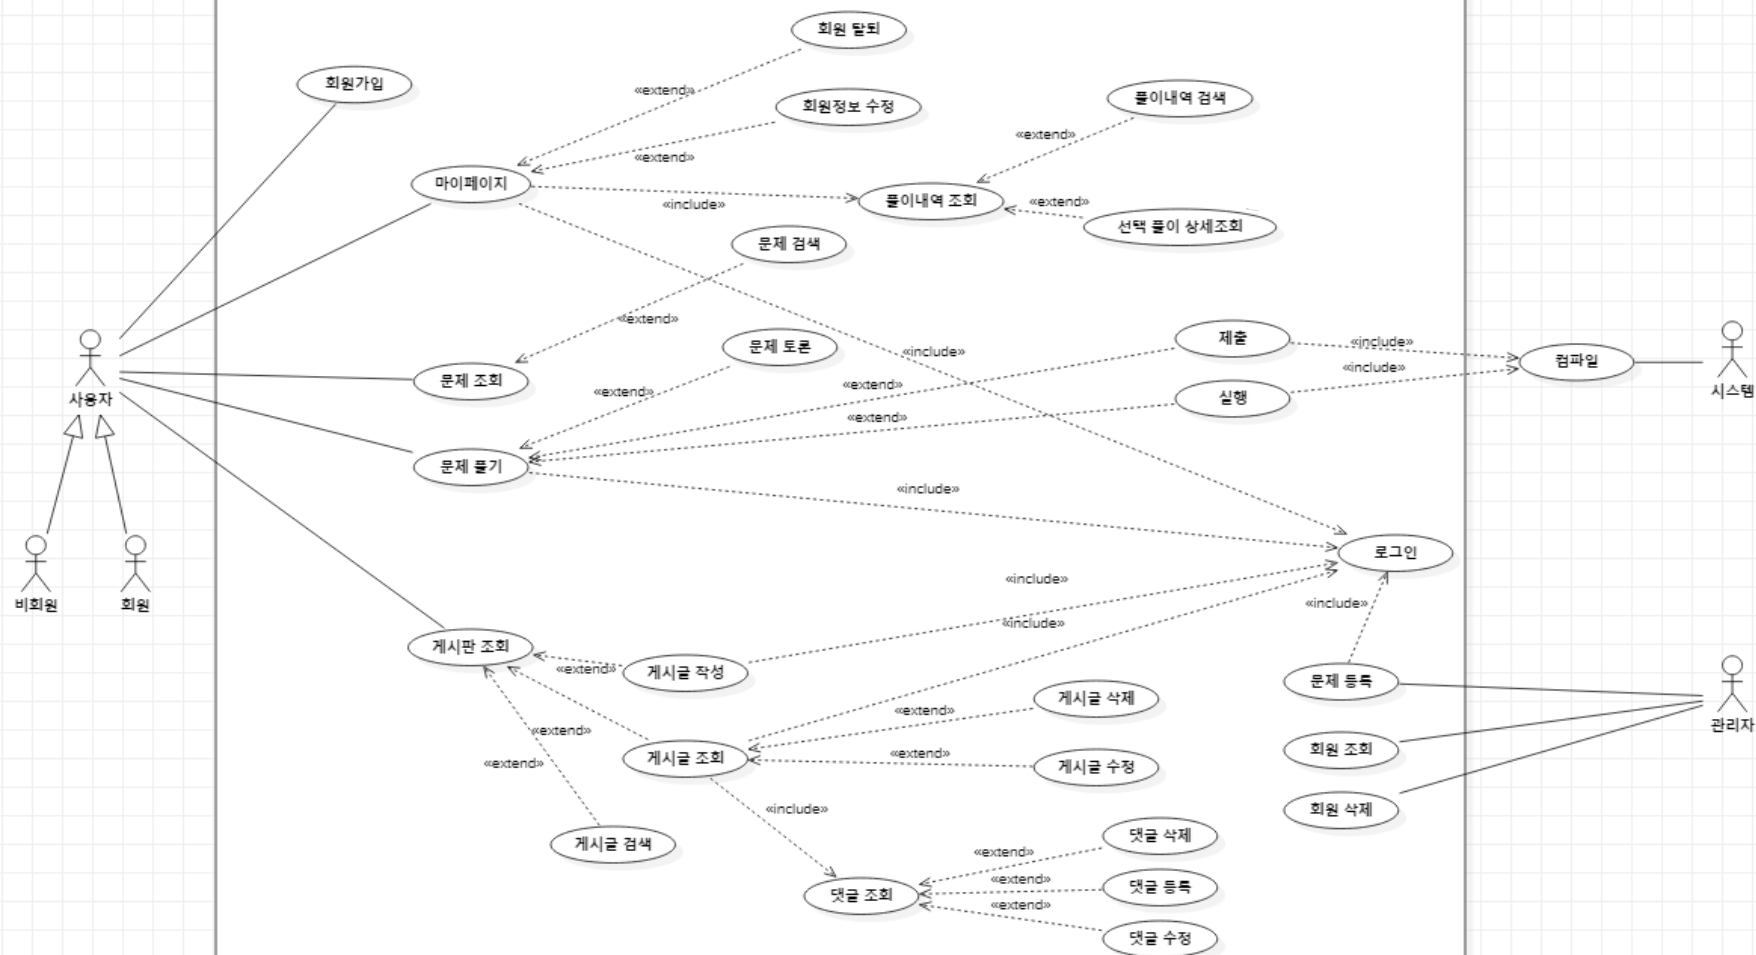 회원 탈퇴
회원가입
«extend»
회원정보 수정
풀이내역 검색
«extend»
«extend»
마이페이지
«include»
풀이내역 조회
«extend»
선택 풀이 상세조회
문제 검색
«extend»
문제 토론
«include»
제출
«include»
컴파일
시스템
«include»
사용자
문제 조회
«extend»
«extend»
실행
«extend»
문제 풀기
«include»
로그인
«include»
«include»
«include»
비회원
회원
게시판 조회
«extend»
게시글 작성
문제 등록
관리자
게시글 삭제
«extend»
«extend»
회원 조회
게시글 조회
«extend»
게시글 수정
«extend»
«include»
회원 삭제
게시글 검색
댓글 삭제
«extend»
댓글 조회
«extend»
댓글 등록
«extend»
댓글 수정